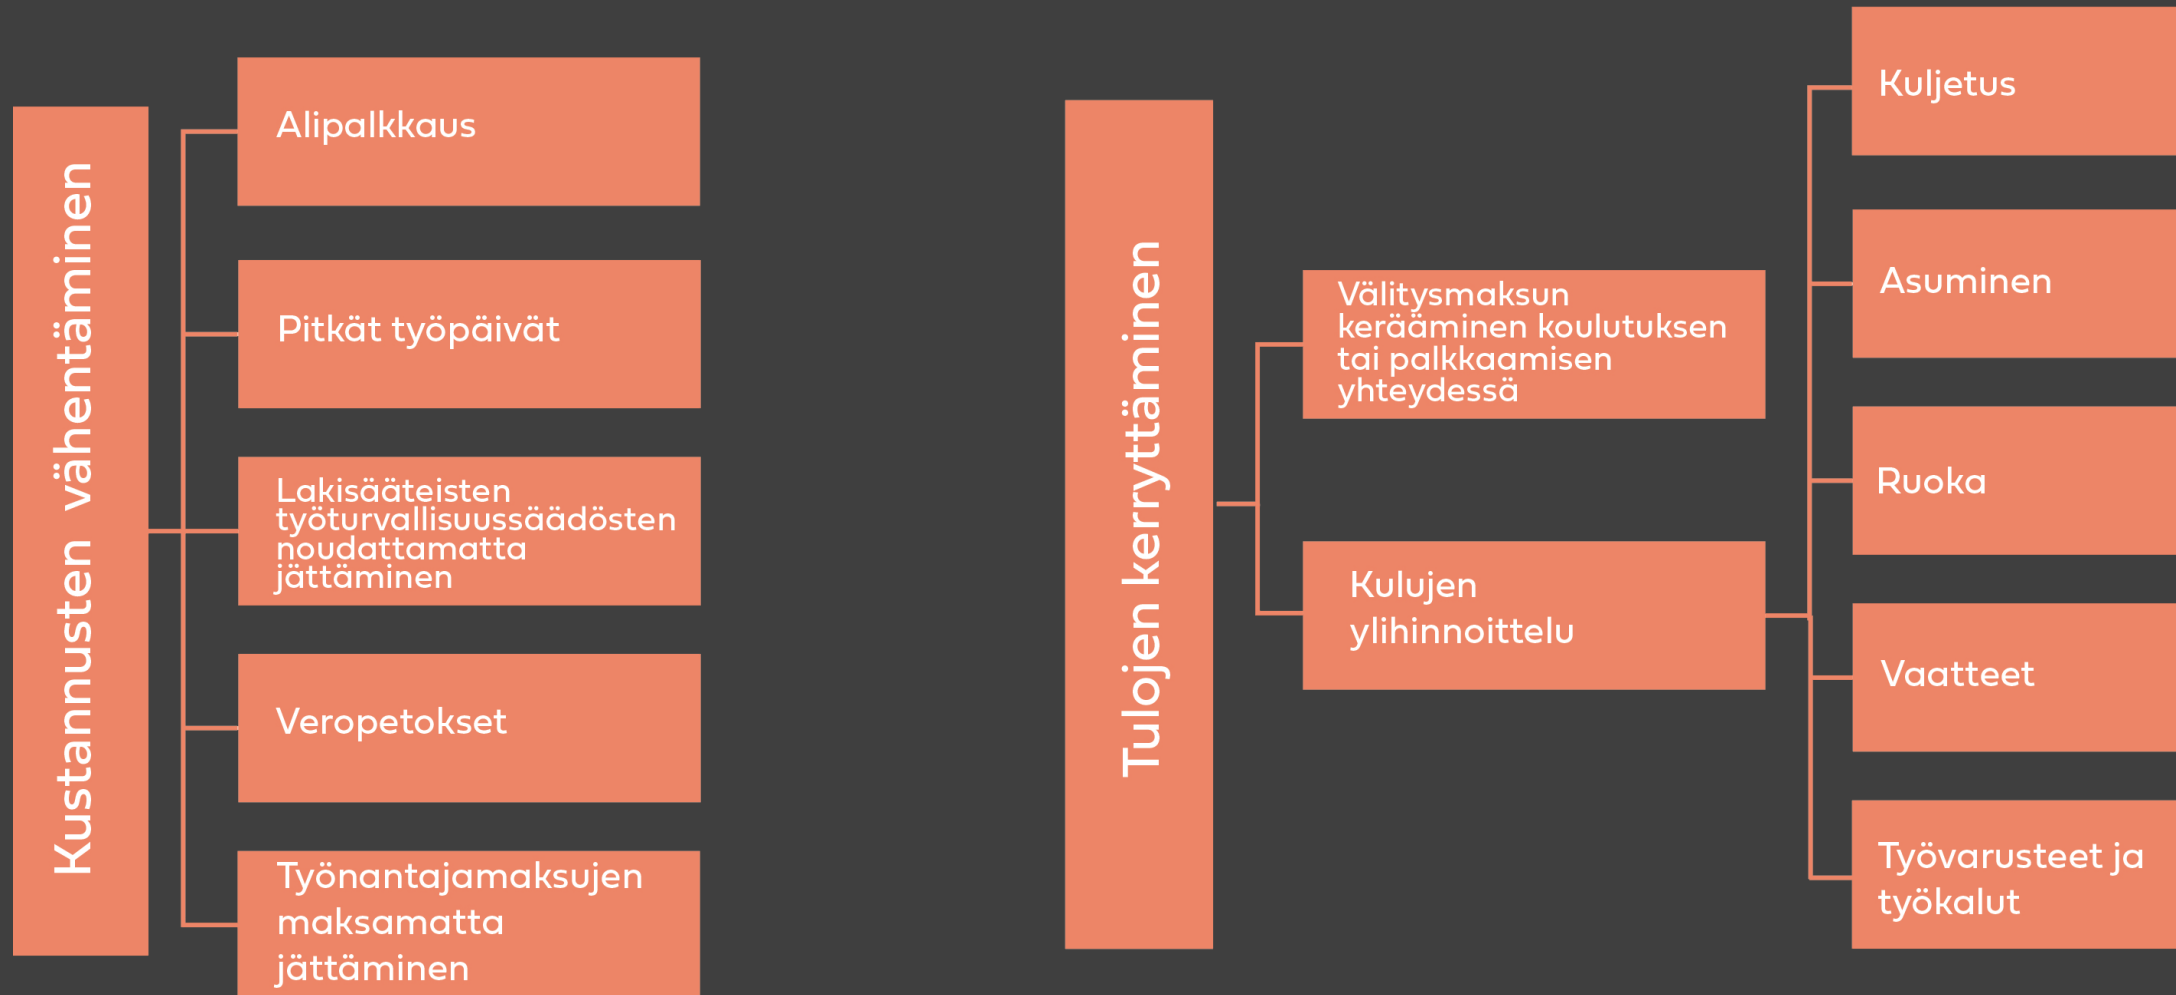 Kustannusten vähentäminen
Alipalkkaus
Pitkät työpäivät
Lakisääteisten
työturvallisuussäädösten
noudattamatta
jättäminen
Veropetokset
Työnantajamaksujen
maksamatta
jättäminen
Tulojen kerryttäminen
Välitysmaksun
kerääminen koulutuksen
tai palkkaamisen
yhteydessä
Kulujen
ylihinnoittelu
Kuljetus
Asuminen
Ruoka
Vaatteet
Työvarusteet ja
työkalut